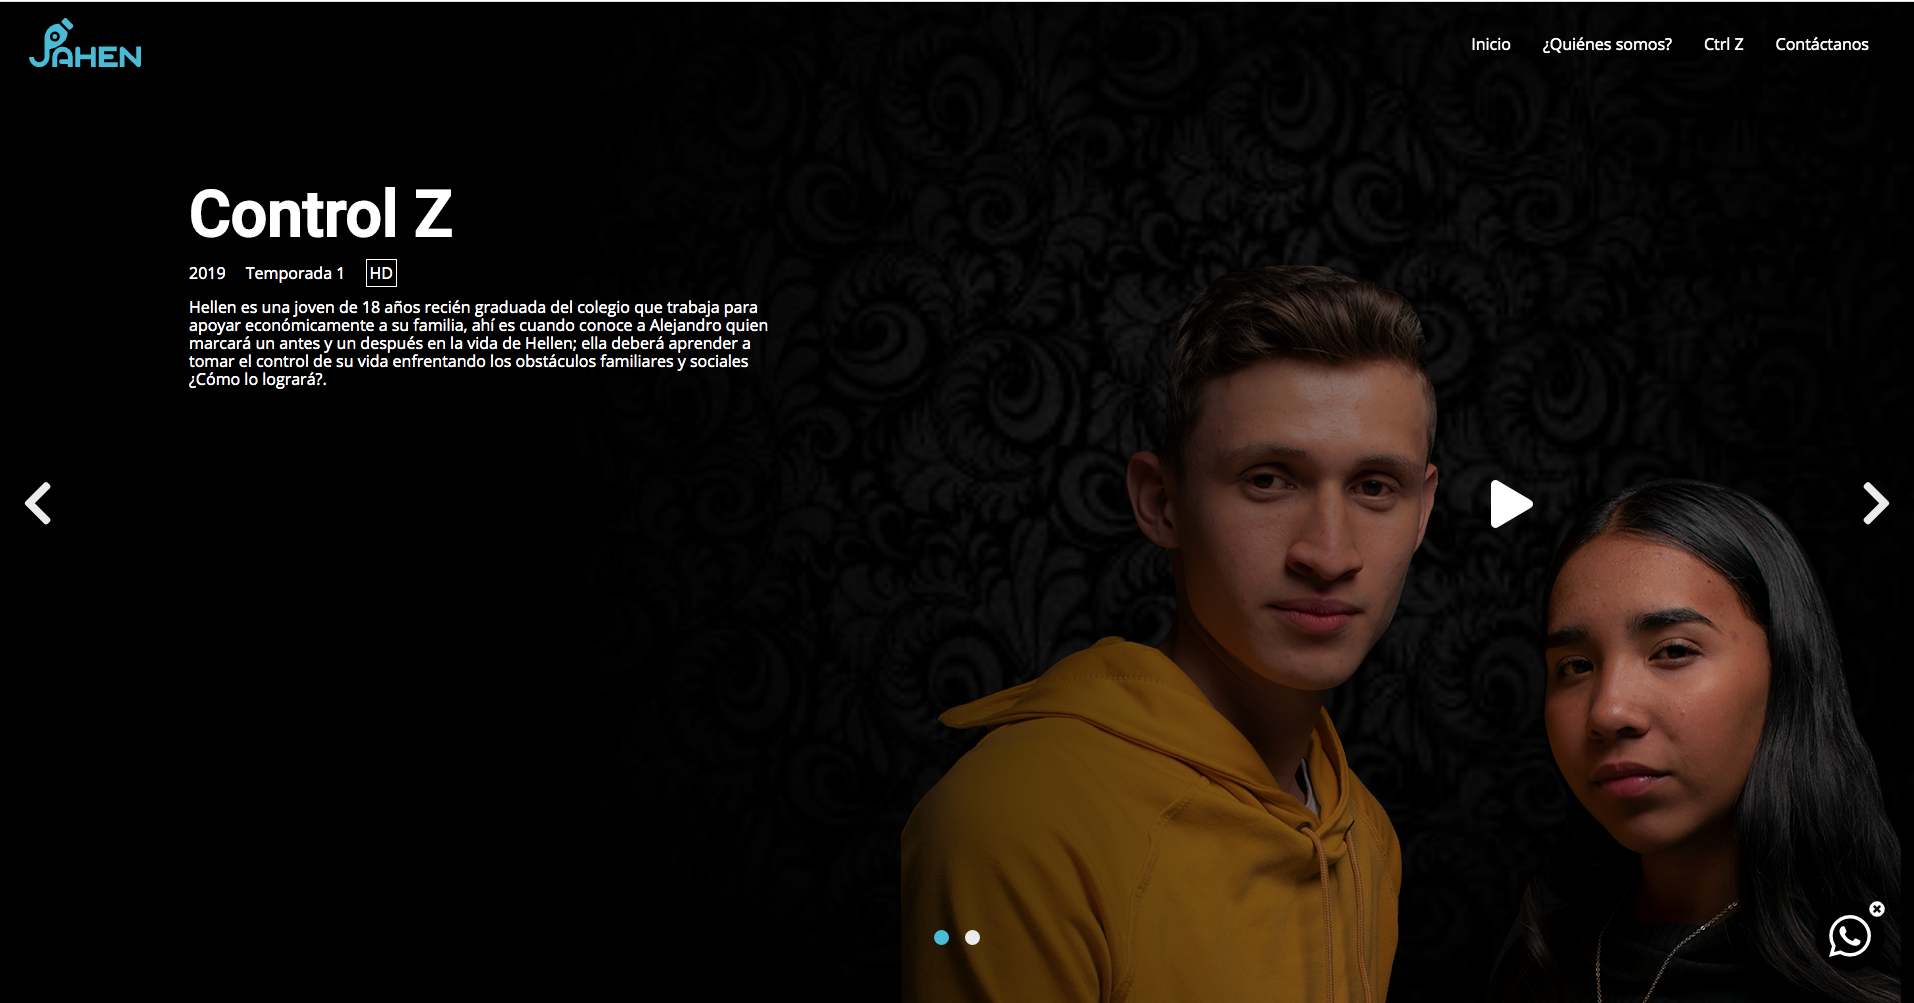 JAHEN
Inicio ¿Quiénes somos? Ctrl Z Contáctanos
Control Z
2019 Temporada 1 HD
Hellen es una joven de 18 años recién graduada del colegio que trabaja para
apoyar económicamente a su familia, ahí es cuando conoce a Alejandro quien
marcará un antes y un después en la vida de Hellen; ella deberá aprender a
tomar el control de su vida enfrentando los obstáculos familiares y sociales
¿Cómo lo logrará?.